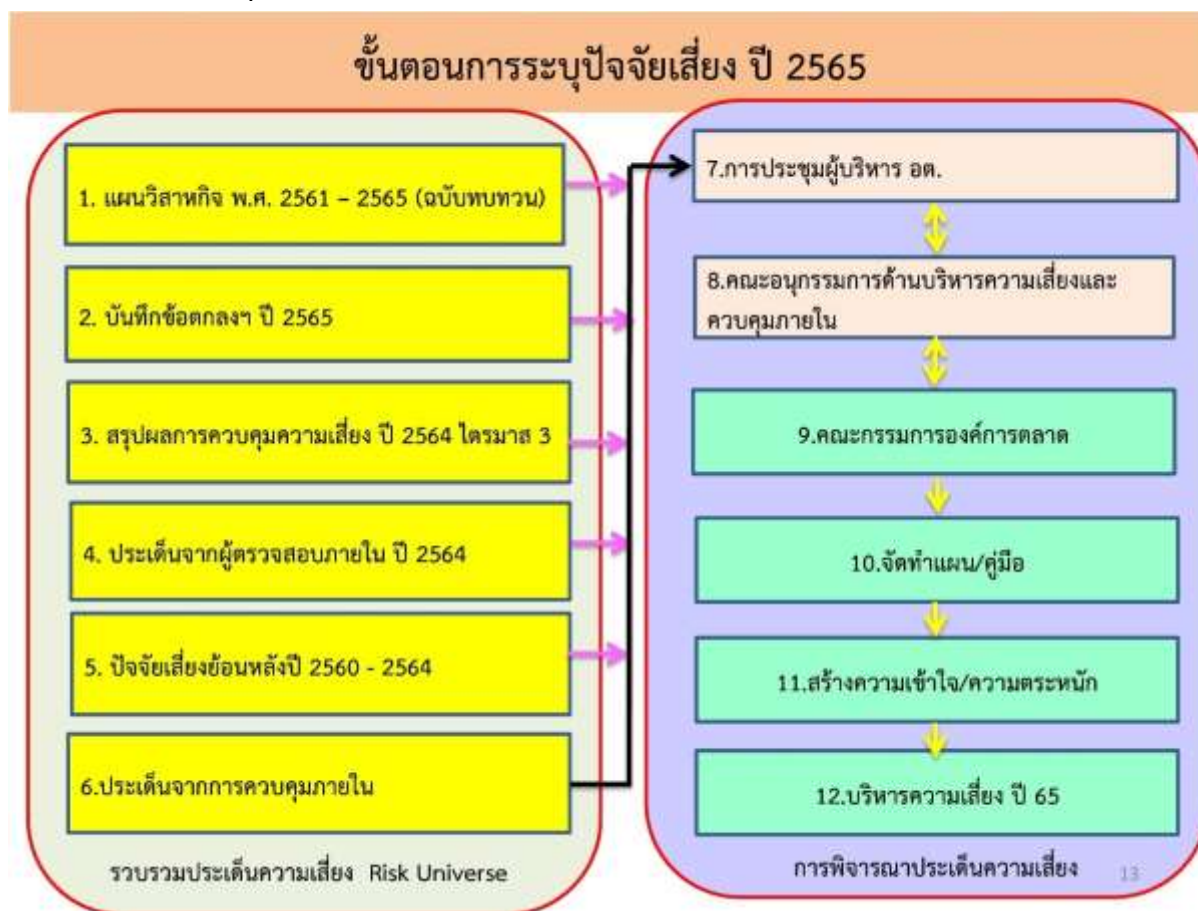 ขั้นตอนการระบุปัจจัยเสี่ยง ปี 2565
1. แผนวิสาหกิจ พ.ศ. 2561 – 2565 (ฉบับทบทวน)
2. บันทึกข้อตกลงฯ ปี 2565
3. สรุปผลการควบคุมความเสี่ยง ปี 2564 ไตรมาส 3
4. ประเด็นจากผู้ตรวจสอบภายใน ปี 2564
5. ปัจจัยเสี่ยงย้อนหลังปี 2560 - 2564
6.ประเด็นจากการควบคุมภายใน
รวบรวมประเด็นความเสี่ยง Risk Universe
7.การประชุมผู้บริหาร อต.
8.คณะอนุกรรมการด้านบริหารความเสี่ยงและ
ควบคุมภายใน
9.คณะกรรมการองค์การตลาด
10.จัดทำแผน/คู่มือ
11.สร้างความเข้าใจ/ความตระหนัก
12.บริหารความเสี่ยง ปี 65
การพิจารณาประเด็นความเสี่ยง
13